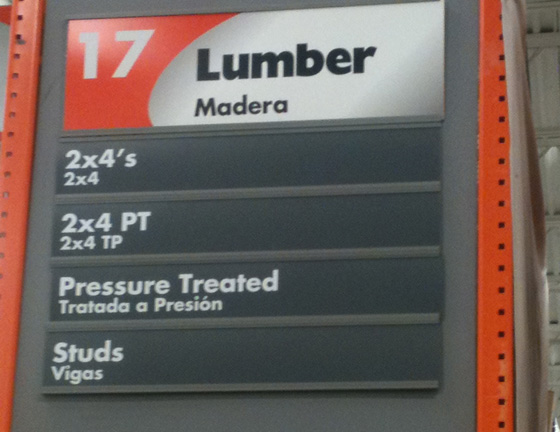 17
Lumber
Madera
2x4's
2x4
2x4 PT
2x4 TP
Pressure Treated
Tratada a Presión
Studs
Vigas